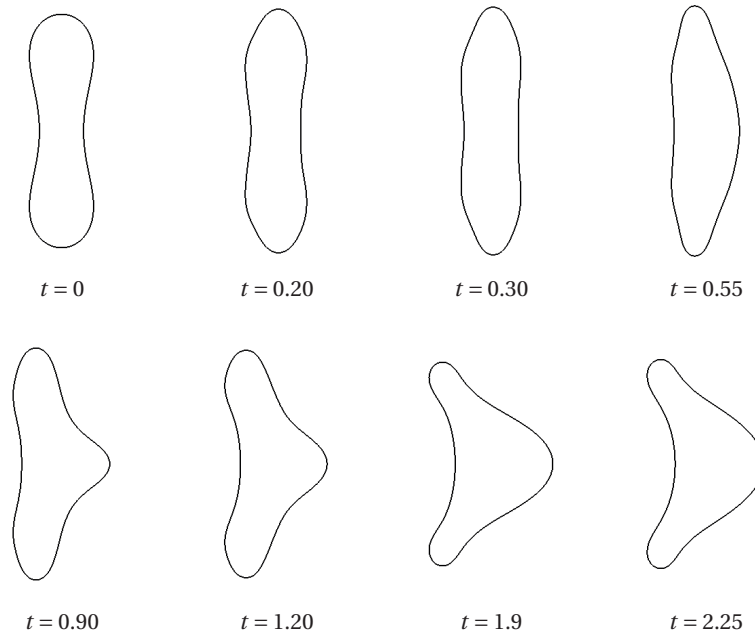 t = 0 t = 0.20 t = 0.30 t = 0.55
t = 0.90 t = 1.20 t = 1.9 t = 2.25